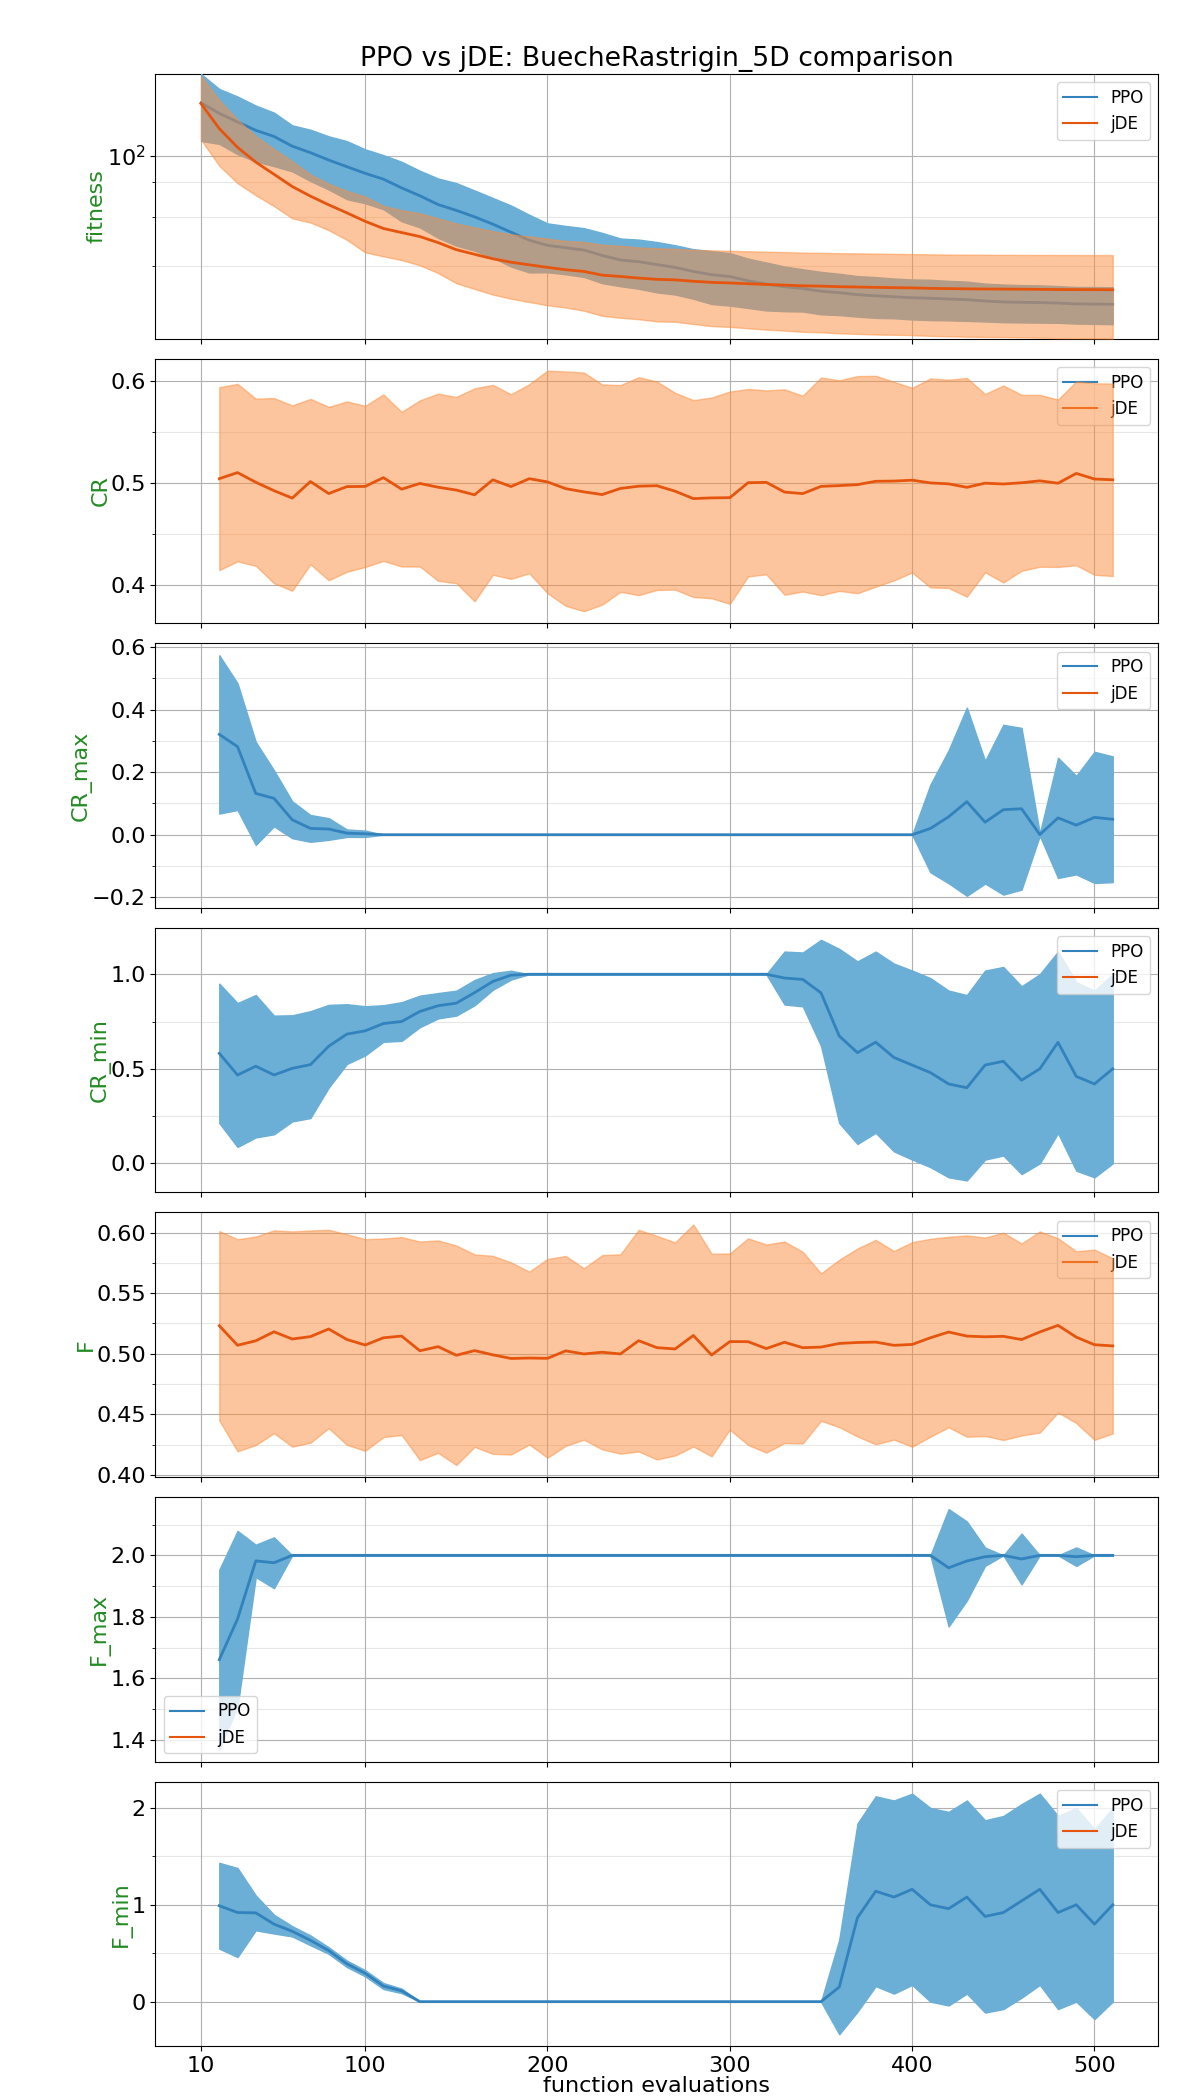 PPO vs jDE: BuecheRastrigin_5D comparison
10²
fitness
PPO
jDE
0.6
0.5
0.4
CR
PPO
jDE
0.6
0.4
0.2
0.0
−0.2
CR_max
PPO
jDE
1.0
0.5
0.0
CR_min
PPO
jDE
0.60
0.55
0.50
0.45
0.40
F
PPO
jDE
2.0
1.8
1.6
1.4
F_max
PPO
jDE
2
1
0
F_min
PPO
jDE
10 100 200 300 400 500
function evaluations